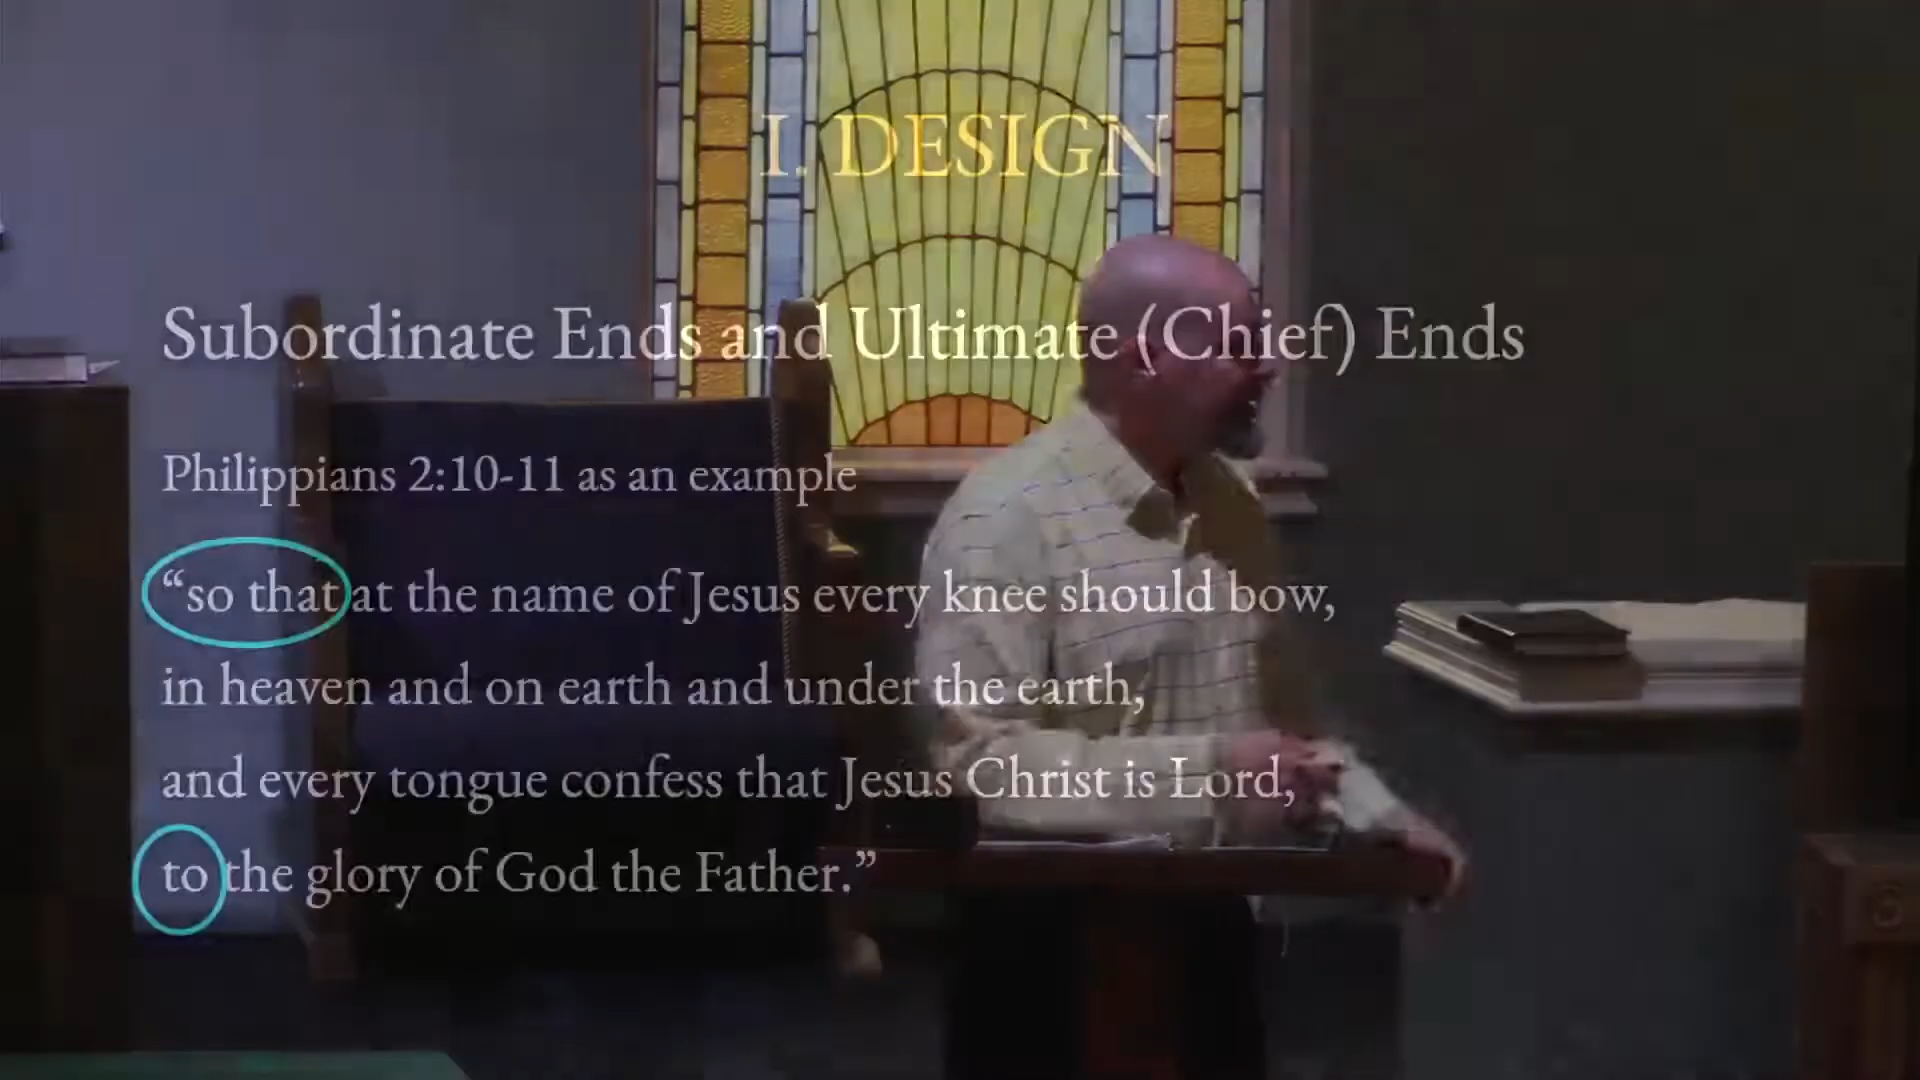 I. DESIGN
Subordinate Ends and Ultimate (Chief) Ends
Philippians 2:10-11 as an example
“so that at the name of Jesus every knee should bow,
in heaven and on earth and under the earth,
and every tongue confess that Jesus Christ is Lord,
to the glory of God the Father.”